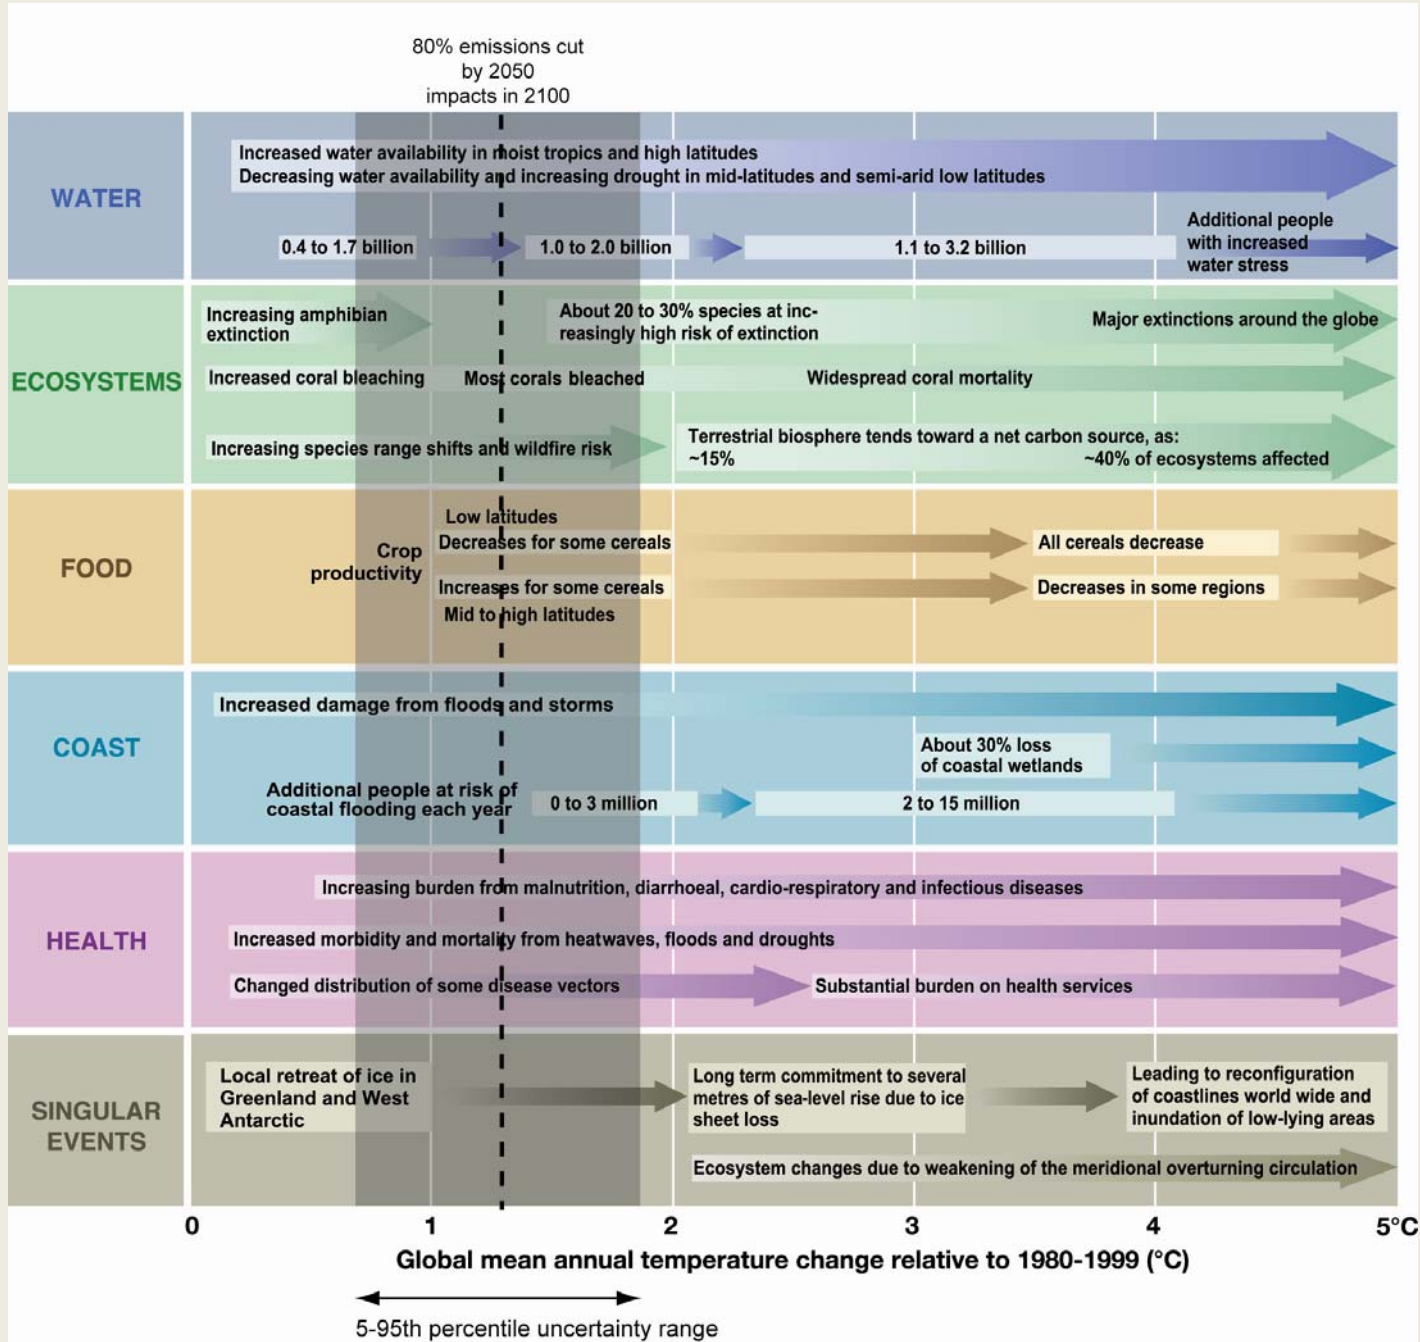 80% emissions cut
by 2050
impacts in 2100
WATER
Increased water availability in moist tropics and high latitudes
Decreasing water availability and increasing drought in mid-latitudes and semi-arid low latitudes
0.4 to 1.7 billion
1.0 to 2.0 billion
1.1 to 3.2 billion
Additional people
with increased
water stress
ECOSYSTEMS
Increasing amphibian
extinction
About 20 to 30% species at inc-
reasingly high risk of extinction
Major extinctions around the globe
Increased coral bleaching
Most corals bleached
Widespread coral mortality
Increasing species range shifts and wildfire risk
Terrestrial biosphere tends toward a net carbon source, as:
~15%
~40% of ecosystems affected
FOOD
Crop
productivity
Low latitudes
Decreases for some cereals
All cereals decrease
Increases for some cereals
Decreases in some regions
Mid to high latitudes
COAST
Increased damage from floods and storms
About 30% loss
of coastal wetlands
Additional people at risk of
coastal flooding each year
0 to 3 million
2 to 15 million
HEALTH
Increasing burden from malnutrition, diarrhoeal, cardio-respiratory and infectious diseases
Increased morbidity and mortality from heatwaves, floods and droughts
Changed distribution of some disease vectors
Substantial burden on health services
SINGULAR
EVENTS
Local retreat of ice in
Greenland and West
Antarctic
Long term commitment to several
metres of sea-level rise due to ice
sheet loss
Leading to reconfiguration
of coastlines world wide and
inundation of low-lying areas
Ecosystem changes due to weakening of the meridional overturning circulation
0 1 2 3 4 5°C
Global mean annual temperature change relative to 1980-1999 (°C)
5-95th percentile uncertainty range